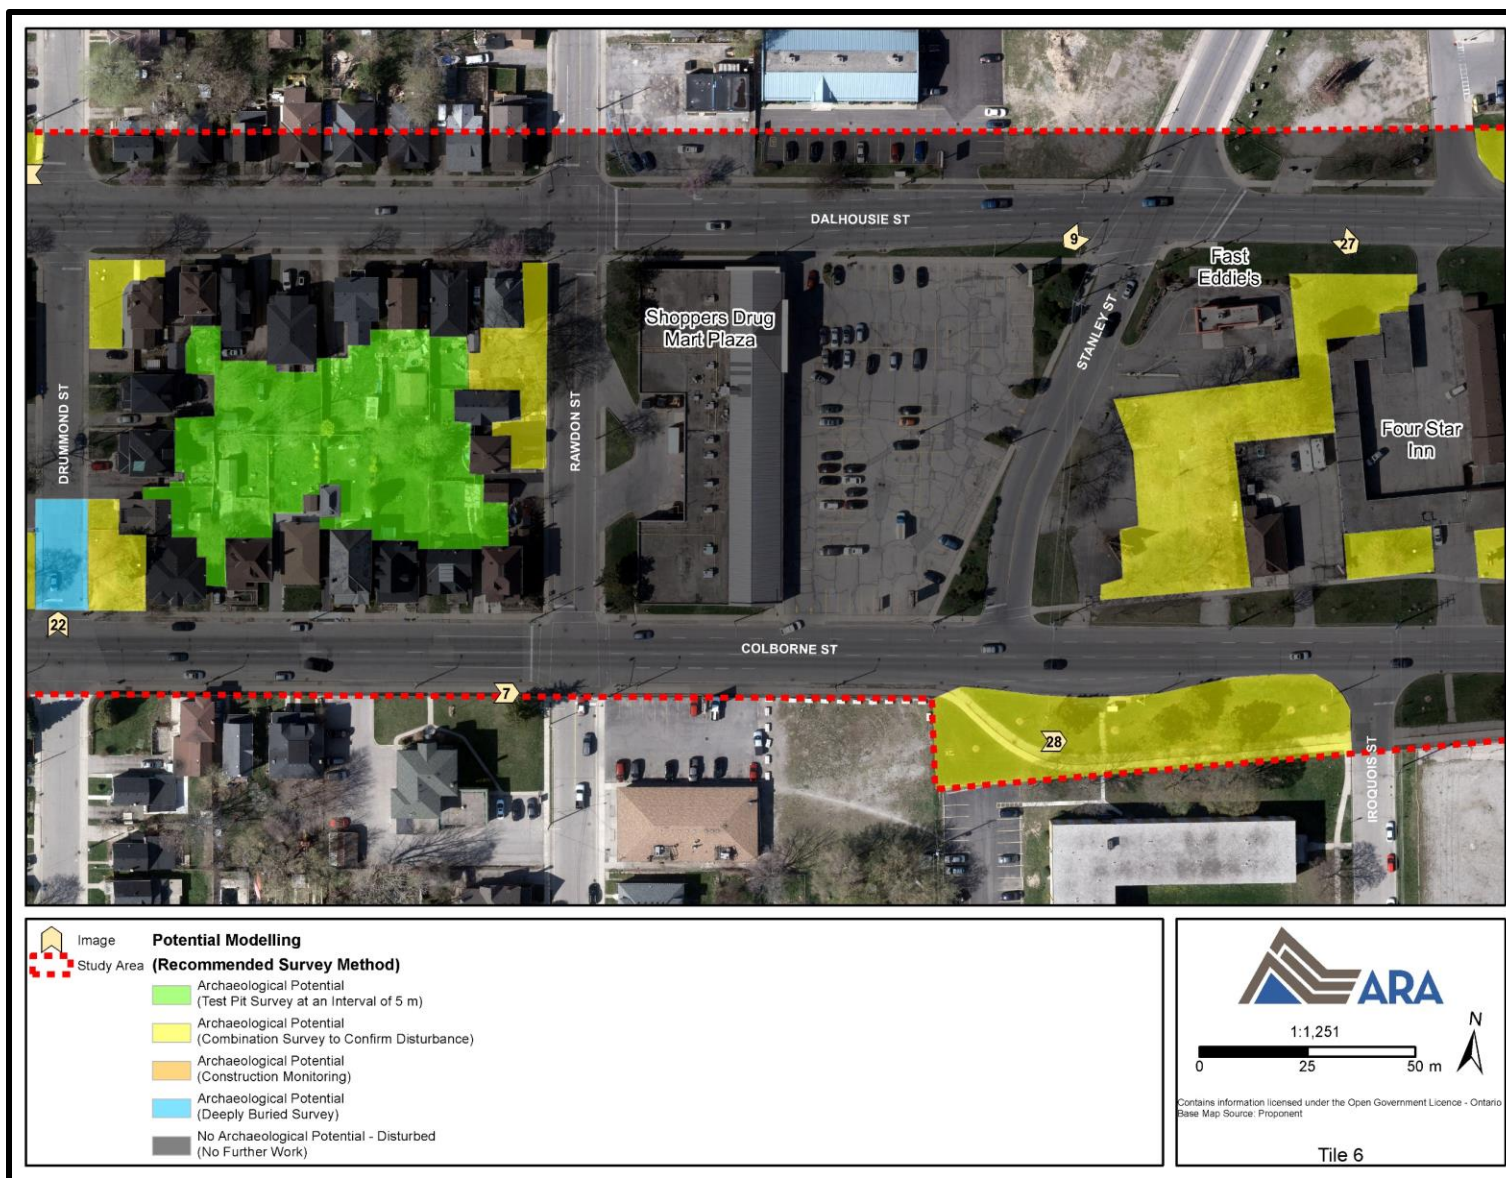 DALHOUSIE ST
9
27
Fast
Eddie's
Shoppers Drug
Mart Plaza
STANLEY ST
DRUMMOND ST
RAWDON ST
Four Star
Inn
22
COLBORNE ST
7
28
IROQUOIS ST
Image
Study Area
Potential Modelling
(Recommended Survey Method)
Archaeological Potential
(Test Pit Survey at an Interval of 5 m)
Archaeological Potential
(Combination Survey to Confirm Disturbance)
Archaeological Potential
(Construction Monitoring)
Archaeological Potential
(Deeply Buried Survey)
No Archaeological Potential - Disturbed
(No Further Work)
ARA
1:1,251
N
0 25 50 m
Contains information licensed under the Open Government Licence - Ontario
Base Map Source: Proponent
Tile 6